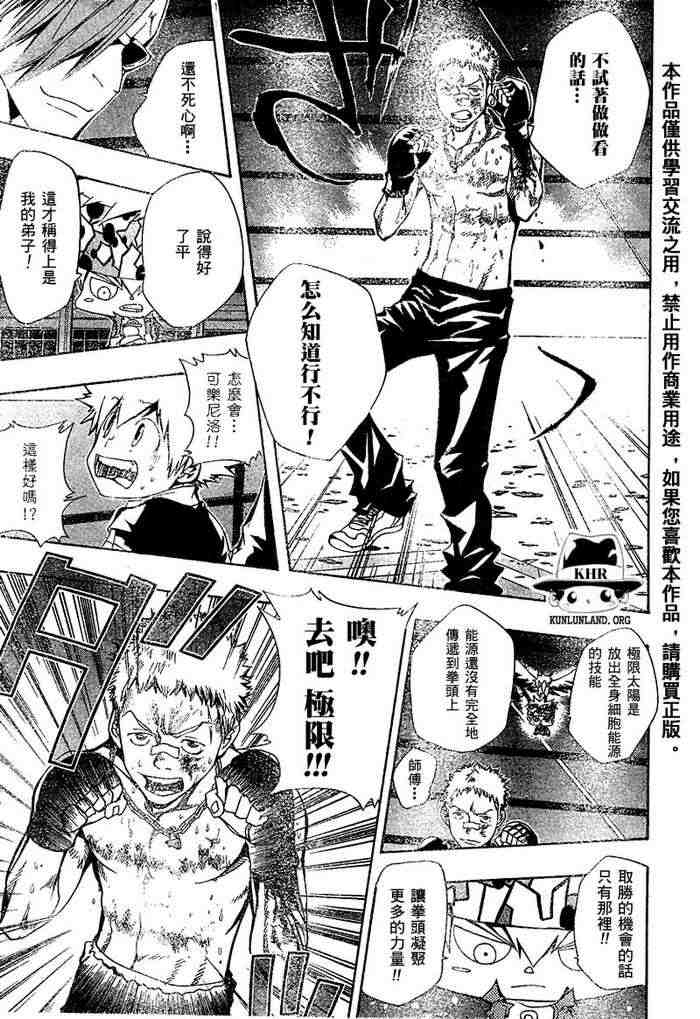 不試著做做看
的話…
怎么知道行不行！
還不死心啊…
說得好
了平
這才稱得上是
我的弟子！
怎麼會…
可樂尼洛!!
這樣好嗎!?
極限太陽是
放出全身細胞能源
的技能
能源還沒有完全地
傳遞到拳頭上
師傅…
取勝的機會的話
只有那裡!!
讓拳頭凝聚
更多的力量!!
噢!!
去吧 極限!!!
KHR
KUNLUNLAND.ORG
本作品僅供學習交流之用，禁止用作商業用途，如果您喜歡本作品，請購買正版。